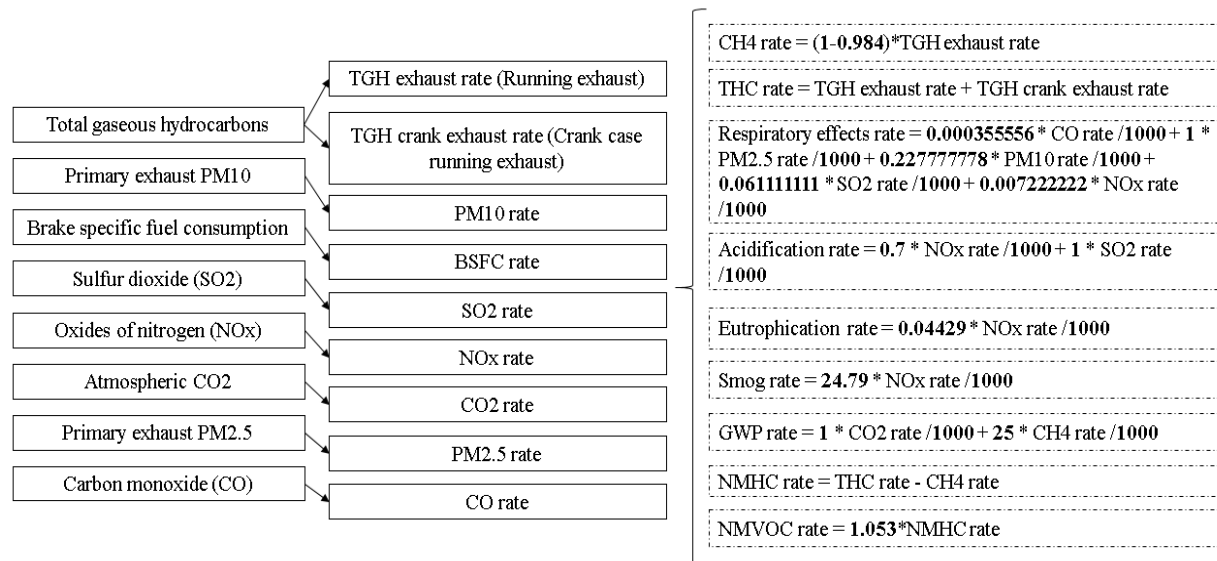 Total gaseous hydrocarbons
Primary exhaust PM10
Brake specific fuel consumption
Sulfur dioxide (SO2)
Oxides of nitrogen (NOx)
Atmospheric CO2
Primary exhaust PM2.5
Carbon monoxide (CO)
TGH exhaust rate (Running exhaust)
TGH crank exhaust rate (Crank case
running exhaust)
PM10 rate
BSFC rate
SO2 rate
NOx rate
CO2 rate
PM2.5 rate
CO rate
CH4 rate = (1-0.984)*TGH exhaust rate
THC rate = TGH exhaust rate + TGH crank exhaust rate
Respiratory effects rate = 0.000355556 * CO rate /1000 + 1 *
PM2.5 rate /1000 + 0.227777778 * PM10 rate /1000 +
0.061111111 * SO2 rate /1000 + 0.007222222 * NOx rate
/1000
Acidification rate = 0.7 * NOx rate /1000 + 1 * SO2 rate
/1000
Eutrophication rate = 0.04429 * NOx rate /1000
Smog rate = 24.79 * NOx rate /1000
GWP rate = 1 * CO2 rate /1000 + 25 * CH4 rate /1000
NMHC rate = THC rate - CH4 rate
NMVOC rate = 1.053*NMHC rate